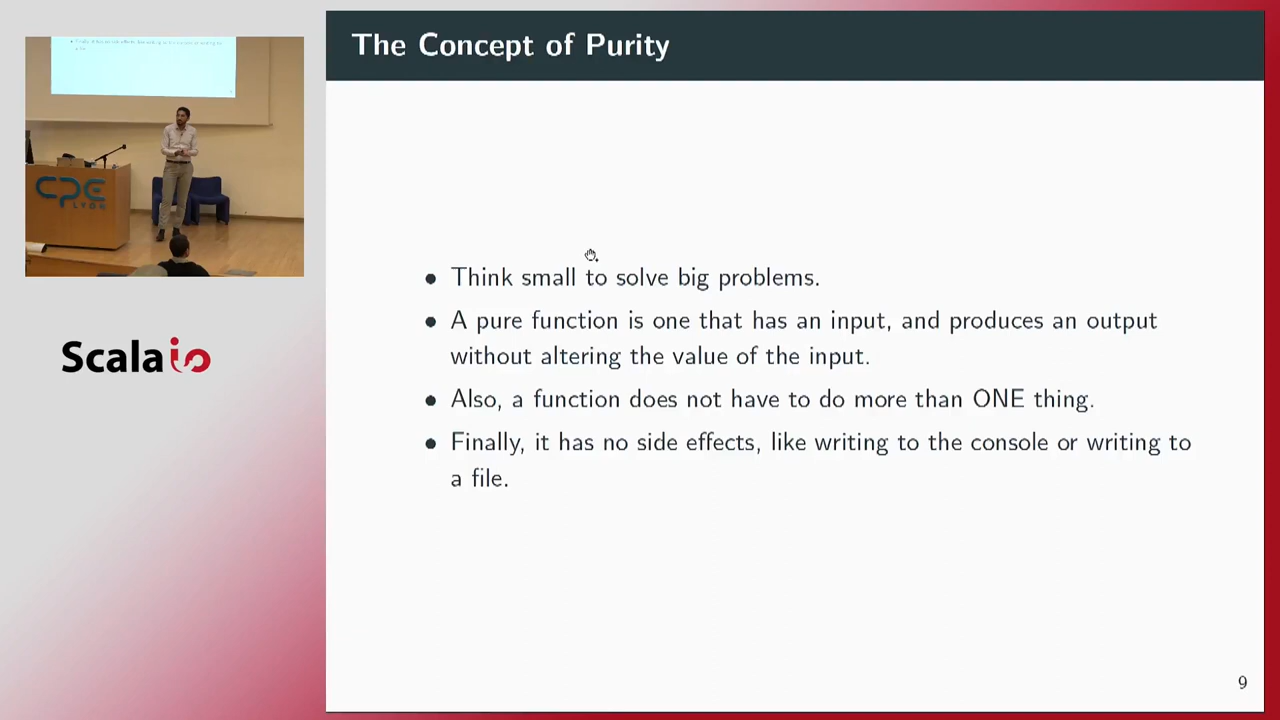 The Concept of Purity
CPE
LYON
Scalaio
• Think small to solve big problems.
• A pure function is one that has an input, and produces an output
without altering the value of the input.
• Also, a function does not have to do more than ONE thing.
• Finally, it has no side effects, like writing to the console or writing to
a file.
9